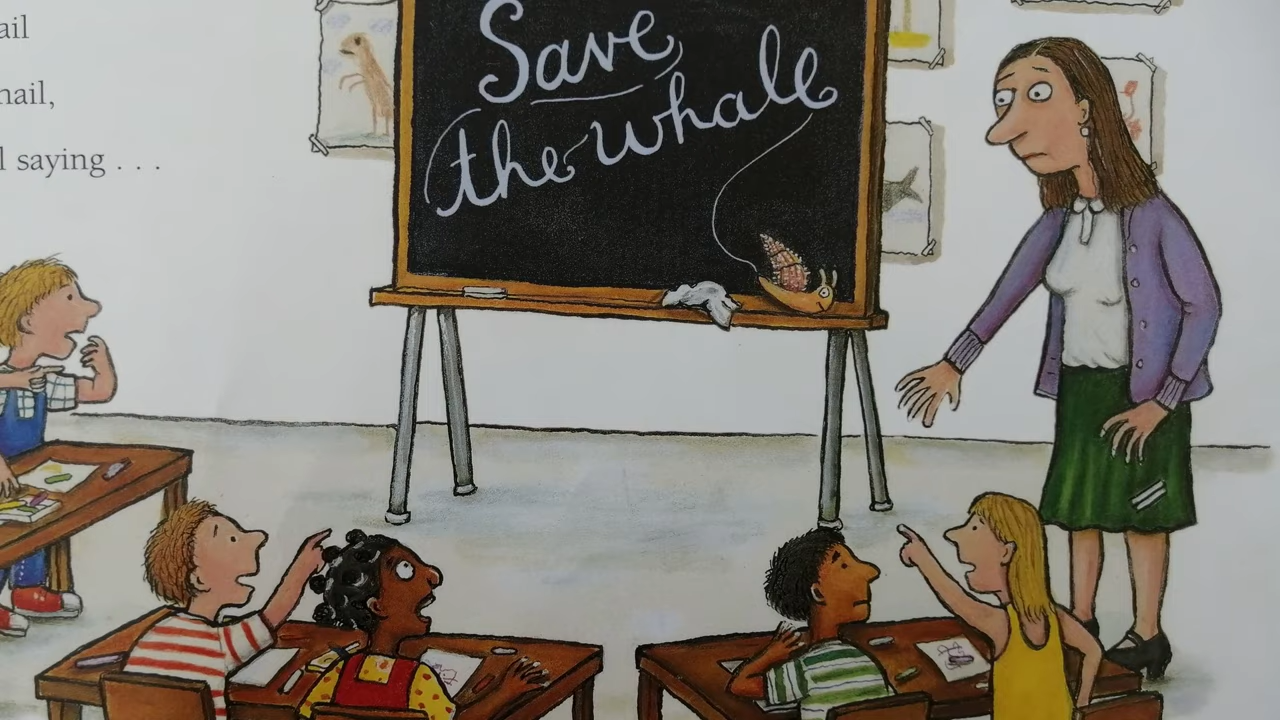 ail
nail,
l saying . . .
Save
the whale